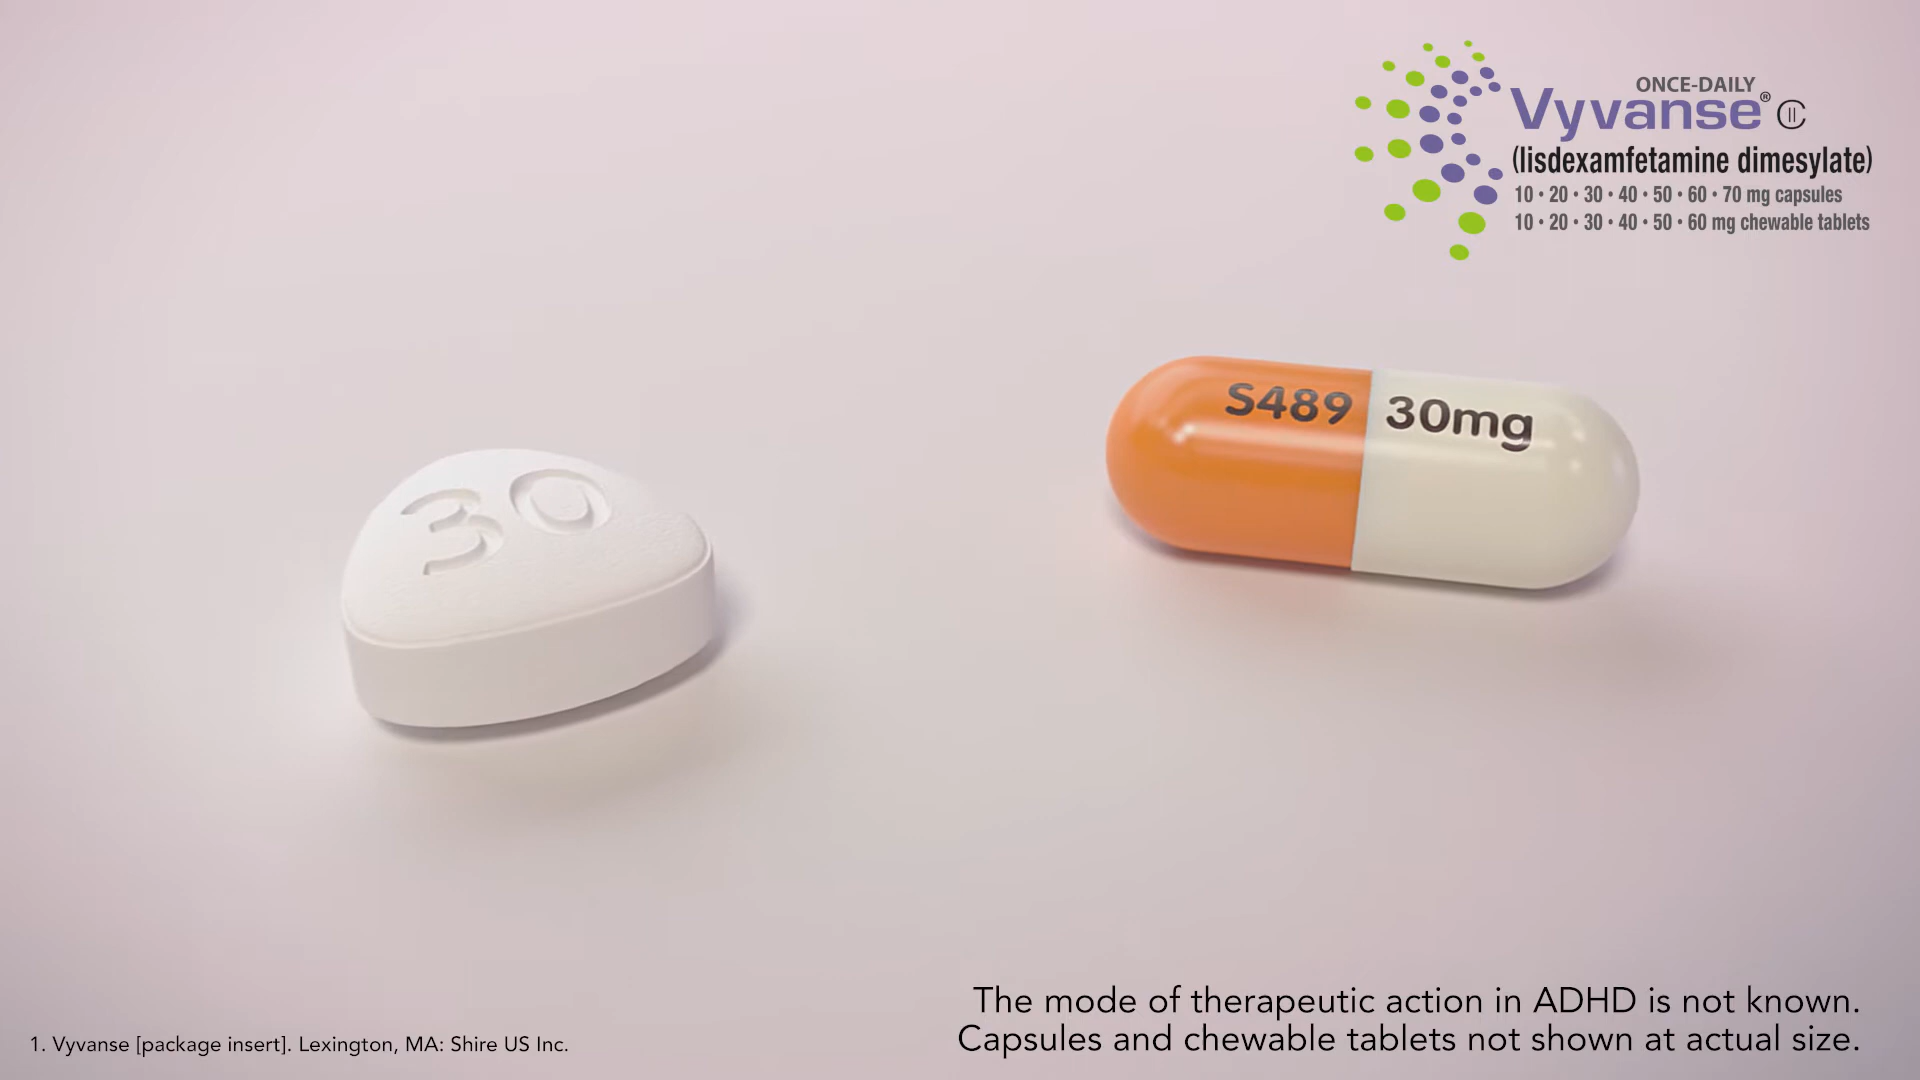 ONCE-DAILY
Vyvanse® CII
(lisdexamfetamine dimesylate)
10 • 20 • 30 • 40 • 50 • 60 • 70 mg capsules
10 • 20 • 30 • 40 • 50 • 60 mg chewable tablets
S489 30mg
30
The mode of therapeutic action in ADHD is not known.
Capsules and chewable tablets not shown at actual size.
1. Vyvanse [package insert]. Lexington, MA: Shire US Inc.